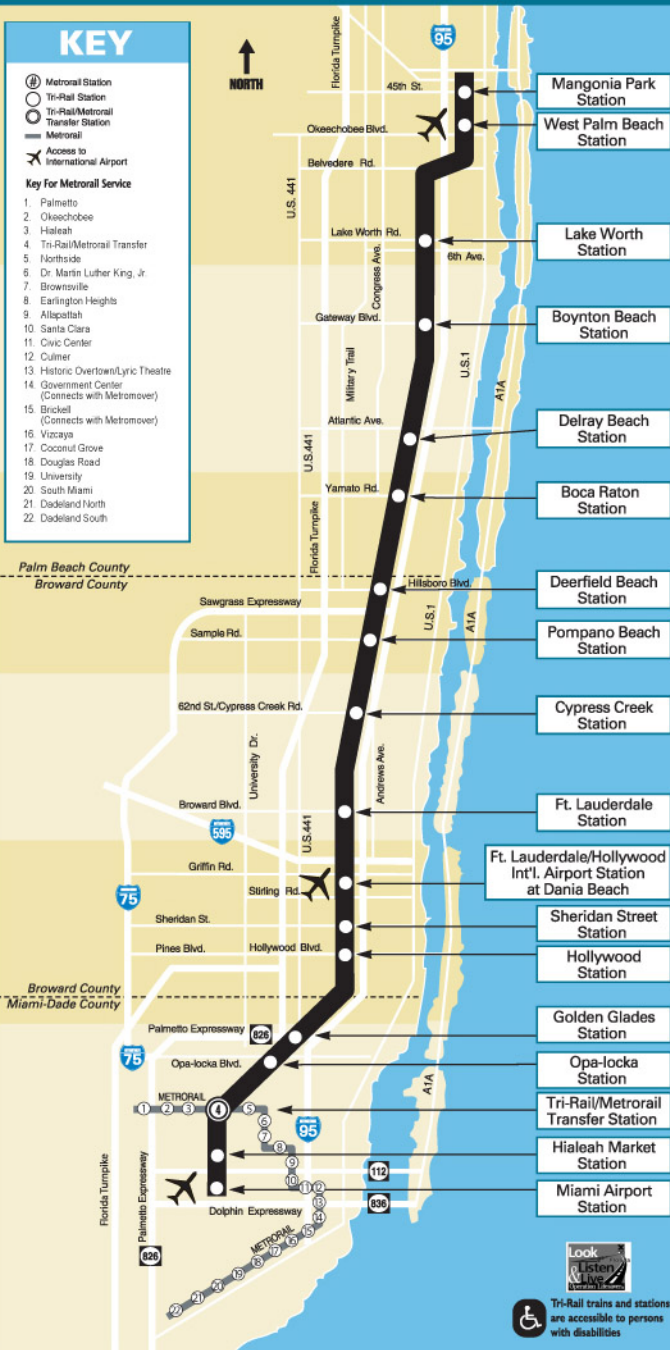 KEY
# Metrorail Station
Tri-Rail Station
Tri-Rail/Metrorail
Transfer Station
Metrorail
Access to
International Airport
Key For Metrorail Service
1. Palmetto
2. Okeechobee
3. Hialeah
4. Tri-Rail/Metrorail Transfer
5. Northside
6. Dr. Martin Luther King, Jr.
7. Brownsville
8. Earlington Heights
9. Allapattah
10. Santa Clara
11. Civic Center
12. Culmer
13. Historic Overtown/Lyric Theatre
14. Government Center
(Connects with Metromover)
15. Brickell
(Connects with Metromover)
16. Vizcaya
17. Coconut Grove
18. Douglas Road
19. University
20. South Miami
21. Dadeland North
22. Dadeland South
NORTH
Florida Turnpike
95
45th St.
Okeechobee Blvd.
Belvedere Rd.
U.S. 441
Lake Worth Rd.
6th Ave.
Congress Ave.
Gateway Blvd.
Military Trail
U.S.1
A1A
Atlantic Ave.
U.S.441
Yamato Rd.
Florida Turnpike
Palm Beach County
Broward County
Hillsboro Blvd.
Sawgrass Expressway
U.S.1
A1A
Sample Rd.
62nd St./Cypress Creek Rd.
University Dr.
Andrews Ave.
Broward Blvd.
595
U.S.441
Griffin Rd.
75
Stirling Rd.
Sheridan St.
Pines Blvd.
Hollywood Blvd.
Broward County
Miami-Dade County
Palmetto Expressway
826
75
Opa-locka Blvd.
A1A
METRORAIL
1
2
3
4
5
6
7
8
9
10
11
12
13
14
15
16
17
18
19
20
21
22
95
112
836
Florida Turnpike
Palmetto Expressway
Dolphin Expressway
METRORAIL
826
Mangonia Park
Station
West Palm Beach
Station
Lake Worth
Station
Boynton Beach
Station
Delray Beach
Station
Boca Raton
Station
Deerfield Beach
Station
Pompano Beach
Station
Cypress Creek
Station
Ft. Lauderdale
Station
Ft. Lauderdale/Hollywood
Int'l. Airport Station
at Dania Beach
Sheridan Street
Station
Hollywood
Station
Golden Glades
Station
Opa-locka
Station
Tri-Rail/Metrorail
Transfer Station
Hialeah Market
Station
Miami Airport
Station
Look
Listen
& Live
Operation Lifesaver
Tri-Rail trains and stations
are accessible to persons
with disabilities